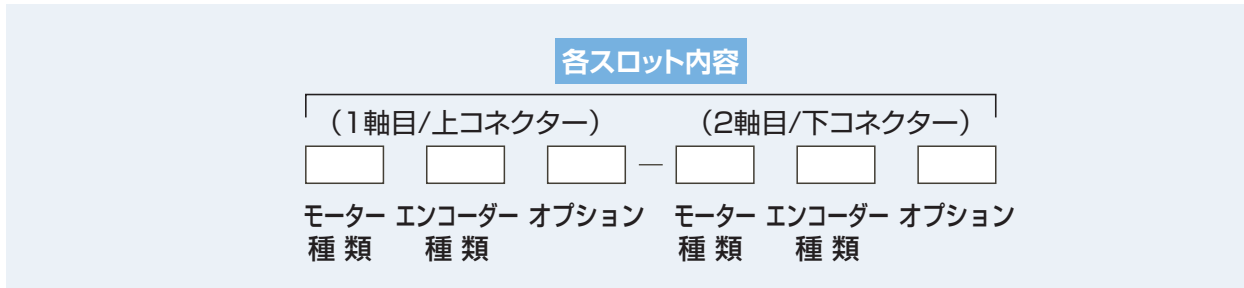 各スロット内容
（1軸目/上コネクター） （2軸目/下コネクター）
―
モーター エンコーダー オプション モーター エンコーダー オプション
種 類 種 類 種 類 種 類